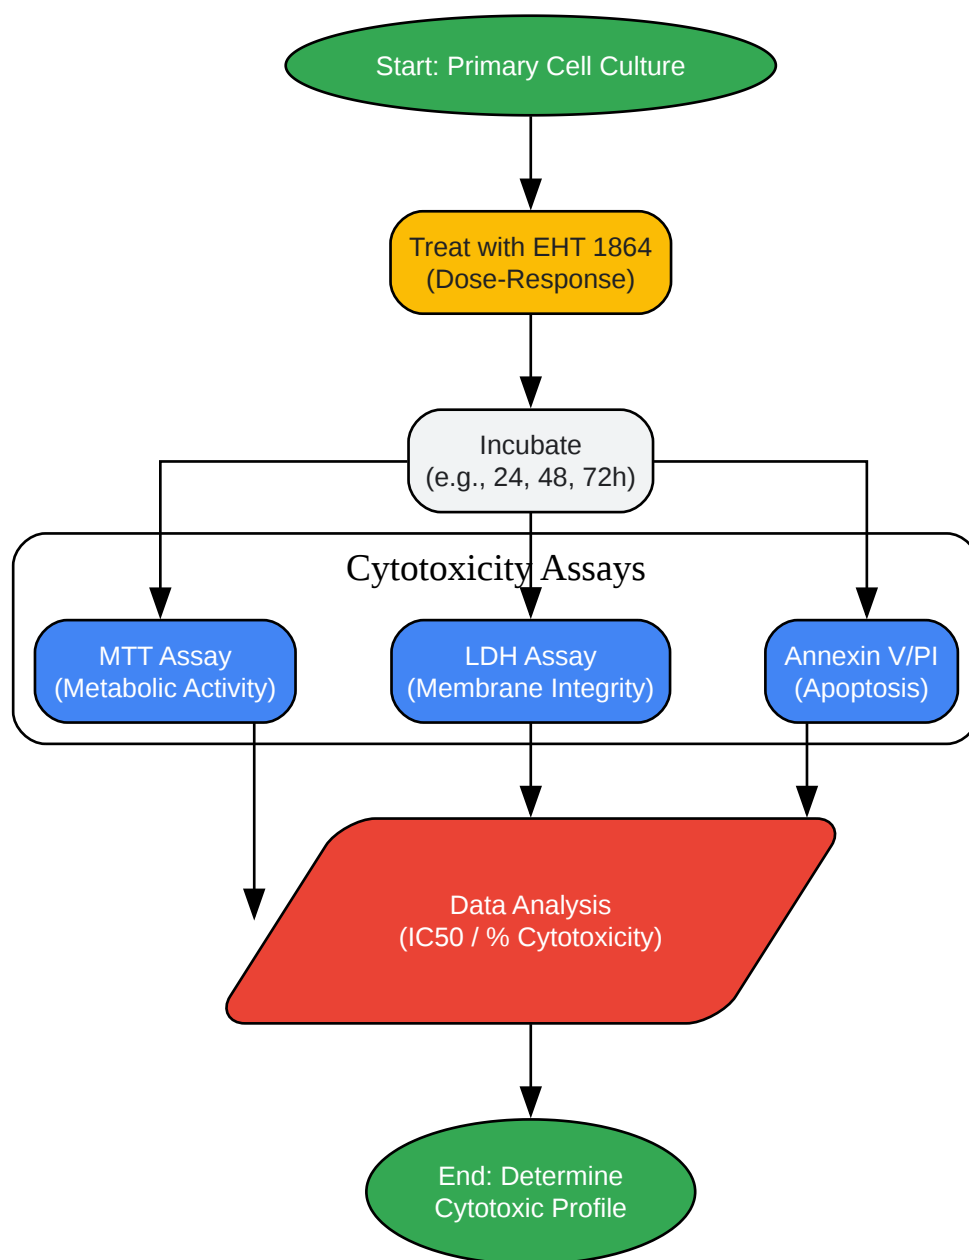 Start: Primary Cell Culture
Treat with EHT 1864
(Dose-Response)
Incubate
(e.g., 24, 48, 72h)
Cytotoxicity Assays
MTT Assay
(Metabolic Activity)
LDH Assay
(Membrane Integrity)
Annexin V/PI
(Apoptosis)
Data Analysis
(IC50 / % Cytotoxicity)
End: Determine
Cytotoxic Profile